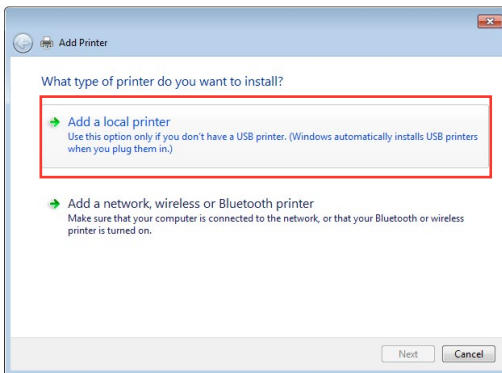 Add Printer
What type of printer do you want to install?
Add a local printer
Use this option only if you don't have a USB printer. (Windows automatically installs USB printers
when you plug them in.)
Add a network, wireless or Bluetooth printer
Make sure that your computer is connected to the network, or that your Bluetooth or wireless
printer is turned on.
Next
Cancel